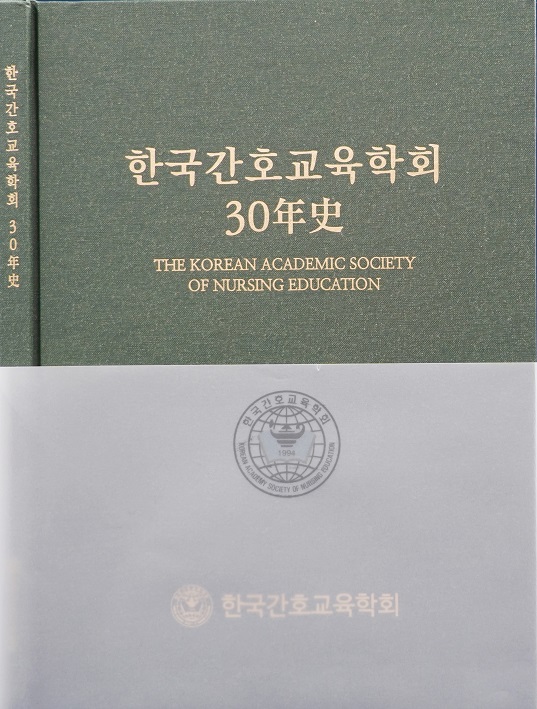 한국간호교육학회 30年史
한국간호교육학회
30年史
THE KOREAN ACADEMIC SOCIETY
OF NURSING EDUCATION
한국간호교육학회
1994
KOREAN ACADEMY SOCIETY OF NURSING EDUCATION
한국간호교육학회